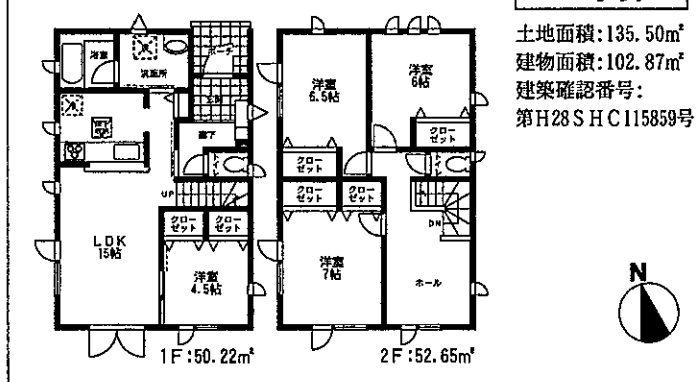 土地面積:135.50㎡
建物面積:102.87㎡
建築確認番号:
第H28SHC115859号
浴室
洗面所
ポーチ
玄関
廊下
トイレ
UP
LDK
15帖
クローゼット
クローゼット
洋室
4.5帖
1F:50.22㎡
洋室
6.5帖
洋室
6帖
クローゼット
クローゼット
トイレ
クローゼット
クローゼット
DN
洋室
7帖
ホール
2F:52.65㎡
N